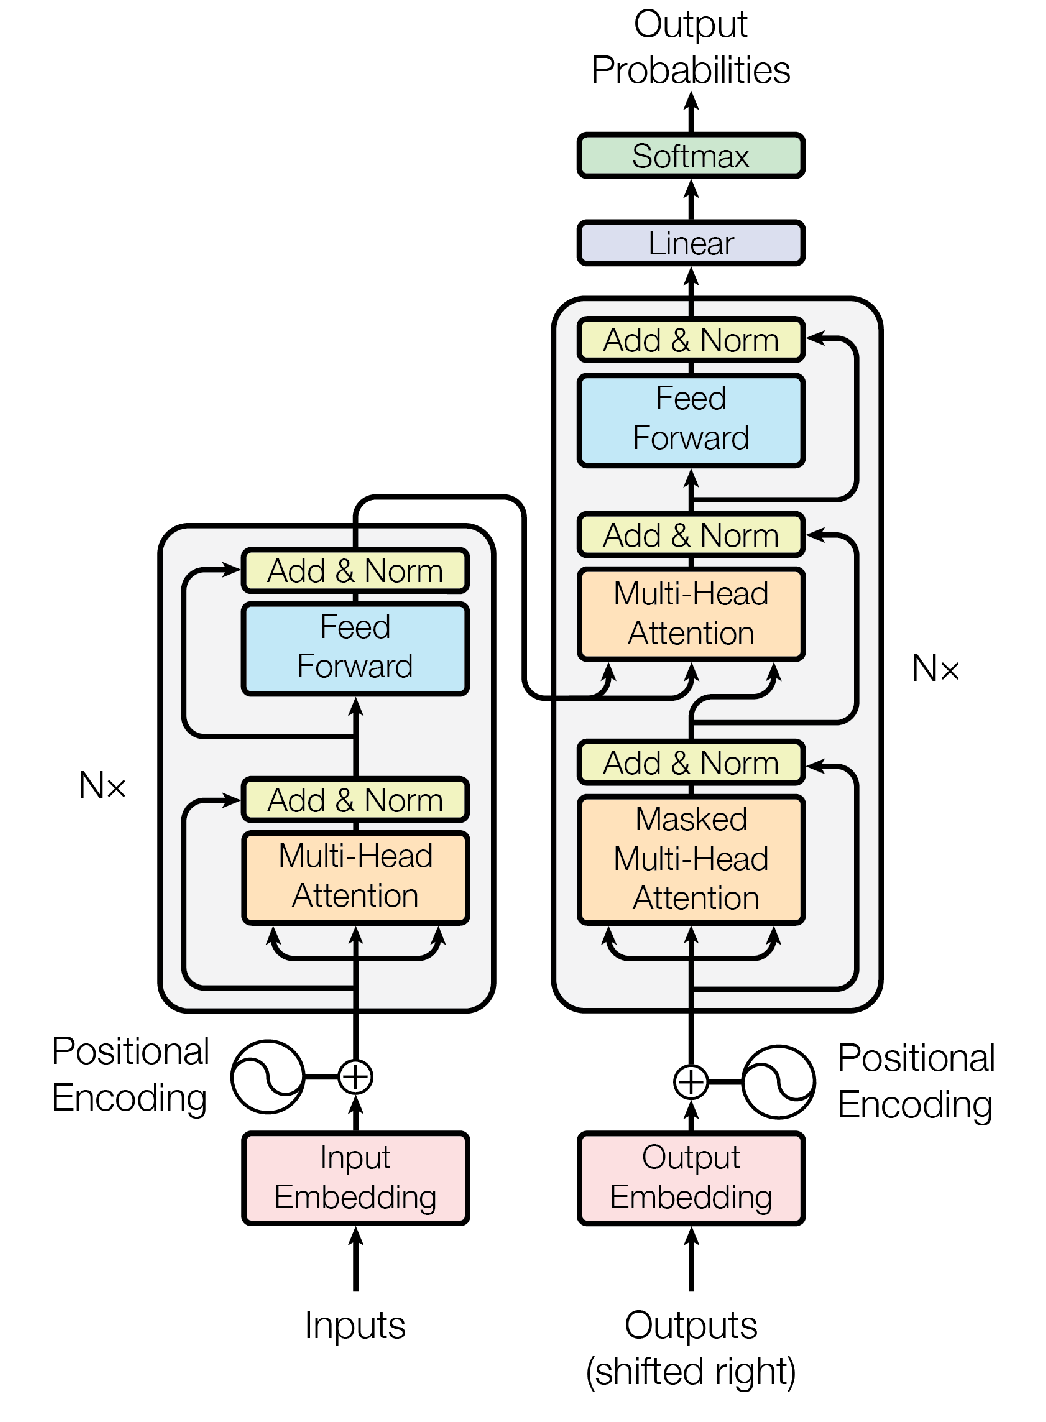 Output
Probabilities
Softmax
Linear
Add & Norm
Feed
Forward
Add & Norm
Multi-Head
Attention
Nx
Add & Norm
Masked
Multi-Head
Attention
Add & Norm
Feed
Forward
Nx
Add & Norm
Multi-Head
Attention
Positional
Encoding
Positional
Encoding
Input
Embedding
Output
Embedding
Inputs
Outputs
(shifted right)